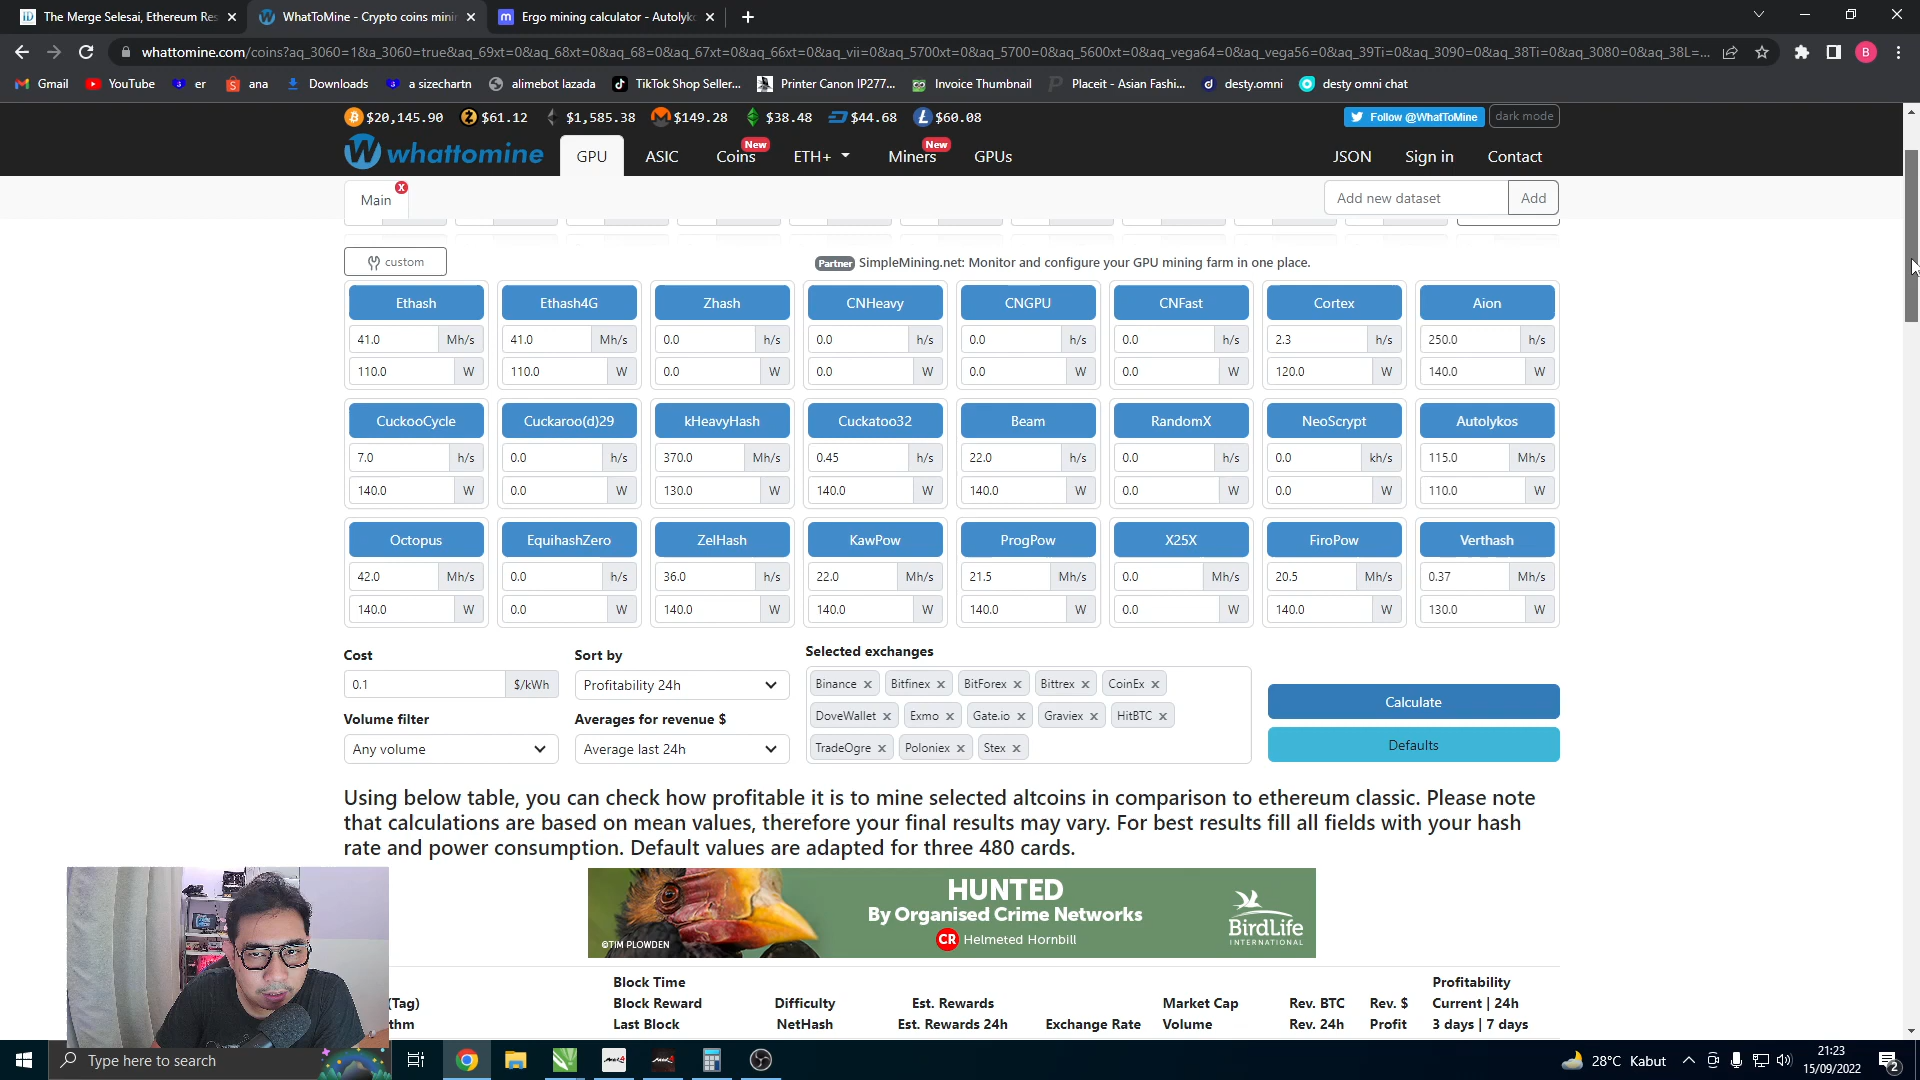 The Merge Selesai, Ethereum Res
WhatToMine - Crypto coins minin
Ergo mining calculator - Autolyko
whattomine.com/coins?aq_3060=1&a_3060=true&aq_69xt=0&aq_68xt=0&aq_68=0&aq_67xt=0&aq_66xt=0&aq_vii=0&aq_5700xt=0&aq_5700=0&aq_5600xt=0&aq_vega64=0&aq_vega56=0&aq_39Ti=0&aq_3090=0&aq_38Ti=0&aq_3080=0&aq_38L=...
B
Gmail YouTube er ana Downloads a sizechartn alimebot lazada TikTok Shop Seller... Printer Canon IP277... Invoice Thumbnail Placeit - Asian Fashi... desty.omni desty omni chat
$20,145.90 $61.12 $1,585.38 $149.28 $38.48 $44.68 $60.08
Follow @WhatToMine dark mode
whattomine GPU ASIC Coins New ETH+ Miners New GPUs JSON Sign in Contact
Main x Add new dataset Add
custom
Partner SimpleMining.net: Monitor and configure your GPU mining farm in one place.
Ethash Ethash4G Zhash CNHeavy CNGPU CNFast Cortex Aion
41.0 Mh/s 41.0 Mh/s 0.0 h/s 0.0 h/s 0.0 h/s 0.0 h/s 2.3 h/s 250.0 h/s
110.0 W 110.0 W 0.0 W 0.0 W 0.0 W 0.0 W 120.0 W 140.0 W
CuckooCycle Cuckaroo(d)29 kHeavyHash Cuckatoo32 Beam RandomX NeoScrypt Autolykos
7.0 h/s 0.0 h/s 370.0 Mh/s 0.45 h/s 22.0 h/s 0.0 h/s 0.0 kh/s 115.0 Mh/s
140.0 W 0.0 W 130.0 W 140.0 W 140.0 W 0.0 W 0.0 W 110.0 W
Octopus EquihashZero ZelHash KawPow ProgPow X25X FiroPow Verthash
42.0 Mh/s 0.0 h/s 36.0 h/s 22.0 Mh/s 21.5 Mh/s 0.0 Mh/s 20.5 Mh/s 0.37 Mh/s
140.0 W 0.0 W 140.0 W 140.0 W 140.0 W 0.0 W 140.0 W 130.0 W
Cost Sort by Selected exchanges
0.1 $/kWh Profitability 24h
Binance × Bitfinex × BitForex × Bittrex × CoinEx ×
Volume filter Averages for revenue $
DoveWallet × Exmo × Gate.io × Graviex × HitBTC ×
Any volume Average last 24h
TradeOgre × Poloniex × Stex ×
Calculate
Defaults
Using below table, you can check how profitable it is to mine selected altcoins in comparison to ethereum classic. Please note
that calculations are based on mean values, therefore your final results may vary. For best results fill all fields with your hash
rate and power consumption. Default values are adapted for three 480 cards.
HUNTED
By Organised Crime Networks
CR Helmeted Hornbill
©TIM PLOWDEN
BirdLife
INTERNATIONAL
Block Time Profitability
(Tag) Block Reward Difficulty Est. Rewards Market Cap Rev. BTC Rev. $ Current | 24h
thm Last Block NetHash Est. Rewards 24h Exchange Rate Volume Rev. 24h Profit 3 days | 7 days
Type here to search
28°C Kabut
21:23
15/09/2022
2